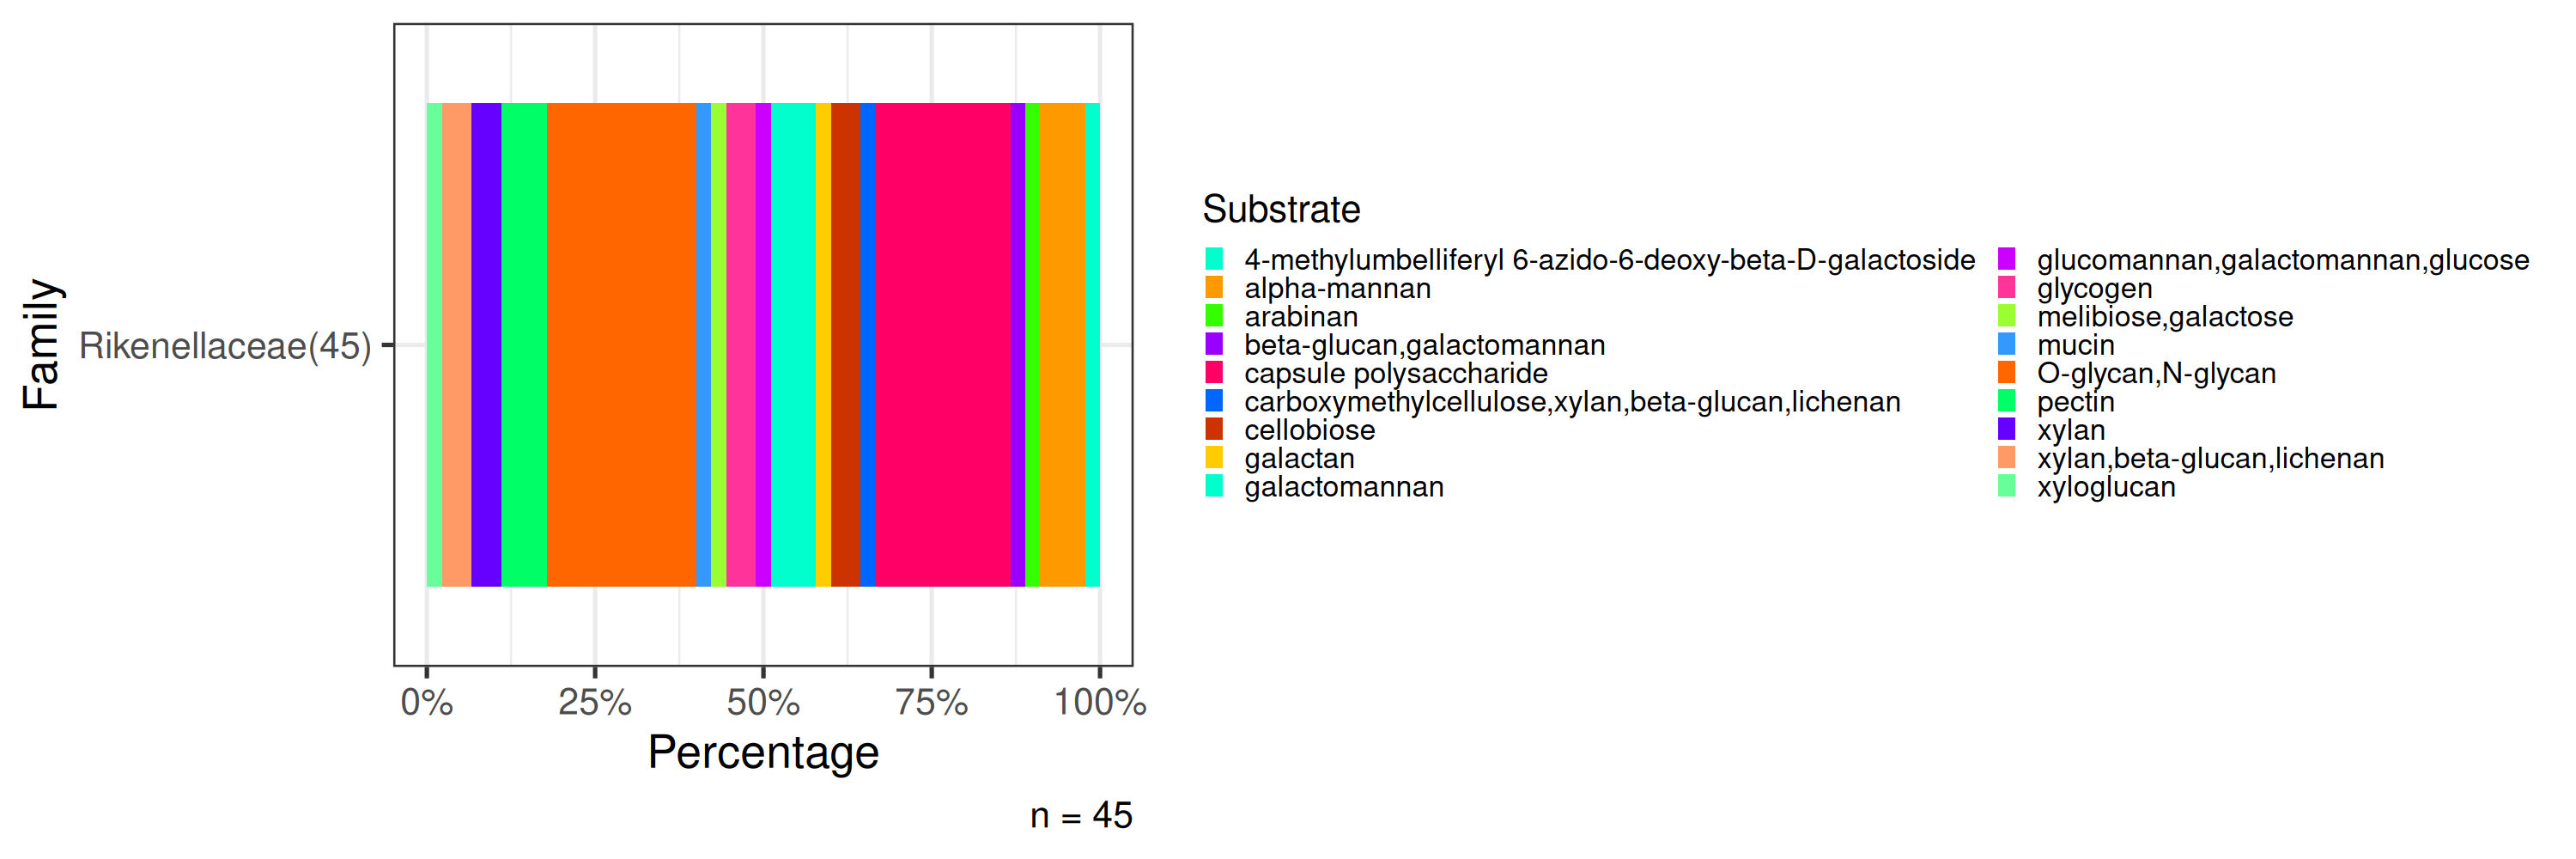 Family
Rikenellaceae(45)
0% 25% 50% 75% 100%
Percentage
n = 45
Substrate
4-methylumbelliferyl 6-azido-6-deoxy-beta-D-galactoside
alpha-mannan
arabinan
beta-glucan,galactomannan
capsule polysaccharide
carboxymethylcellulose,xylan,beta-glucan,lichenan
cellobiose
galactan
galactomannan
glucomannan,galactomannan,glucose
glycogen
melibiose,galactose
mucin
O-glycan,N-glycan
pectin
xylan
xylan,beta-glucan,lichenan
xyloglucan